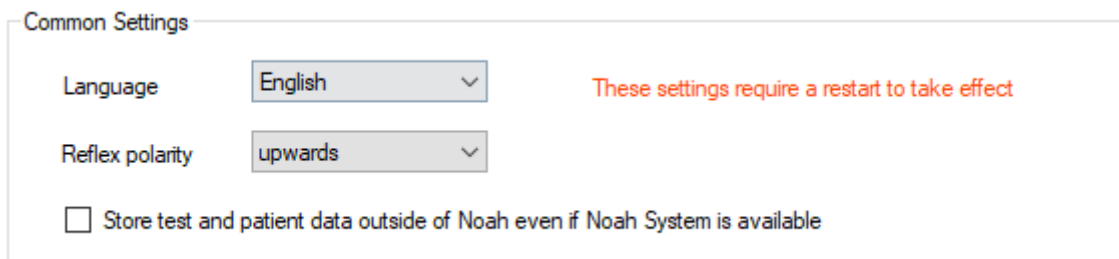 Common Settings
Language English These settings require a restart to take effect
Reflex polarity upwards
Store test and patient data outside of Noah even if Noah System is available